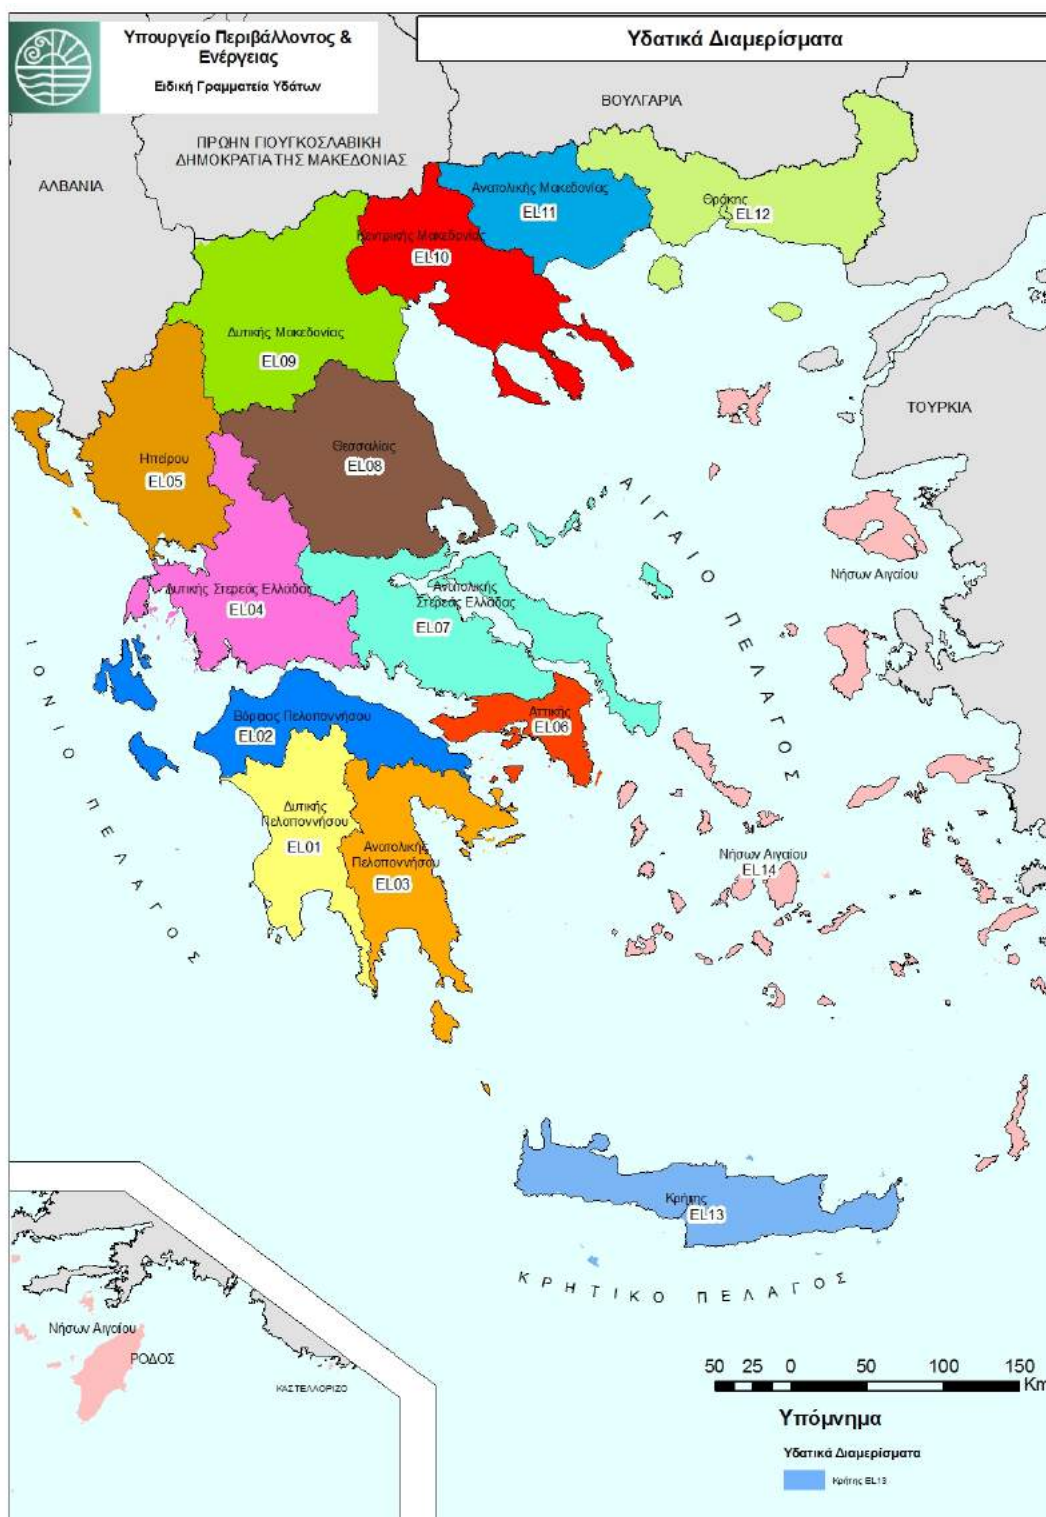 Υπουργείο Περιβάλλοντος &
Ενέργειας
Ειδική Γραμματεία Υδάτων
Υδατικά Διαμερίσματα
ΒΟΥΛΓΑΡΙΑ
ΠΡΩΗΝ ΓΙΟΥΓΚΟΣΛΑΒΙΚΗ
ΔΗΜΟΚΡΑΤΙΑ ΤΗΣ ΜΑΚΕΔΟΝΙΑΣ
ΑΛΒΑΝΙΑ
Ανατολικής Μακεδονίας
EL11
Θράκης
EL12
Κεντρικής Μακεδονίας
EL10
Δυτικής Μακεδονίας
EL09
ΤΟΥΡΚΙΑ
Θεσσαλίας
EL08
Ηπείρου
EL05
ΑΙΓΑΙΟ ΠΕΛΑΓΟΣ
Νήσων Αιγαίου
Δυτικής Στερεάς Ελλάδας
EL04
Ανατολικής
Στερεάς Ελλάδας
EL07
ΙΟΝΙΟ ΠΕΛΑΓΟΣ
Βόρειας Πελοποννήσου
EL02
Αττικής
EL06
Δυτικής
Πελοποννήσου
EL01
Ανατολικής
Πελοποννήσου
EL03
Νήσων Αιγαίου
EL14
Κρήτης
EL13
ΚΡΗΤΙΚΟ ΠΕΛΑΓΟΣ
Νήσων Αιγαίου
ΡΟΔΟΣ
ΚΑΣΤΕΛΛΟΡΙΖΟ
50 25 0 50 100 150
Km
Υπόμνημα
Υδατικά Διαμερίσματα
Κρήτης EL13